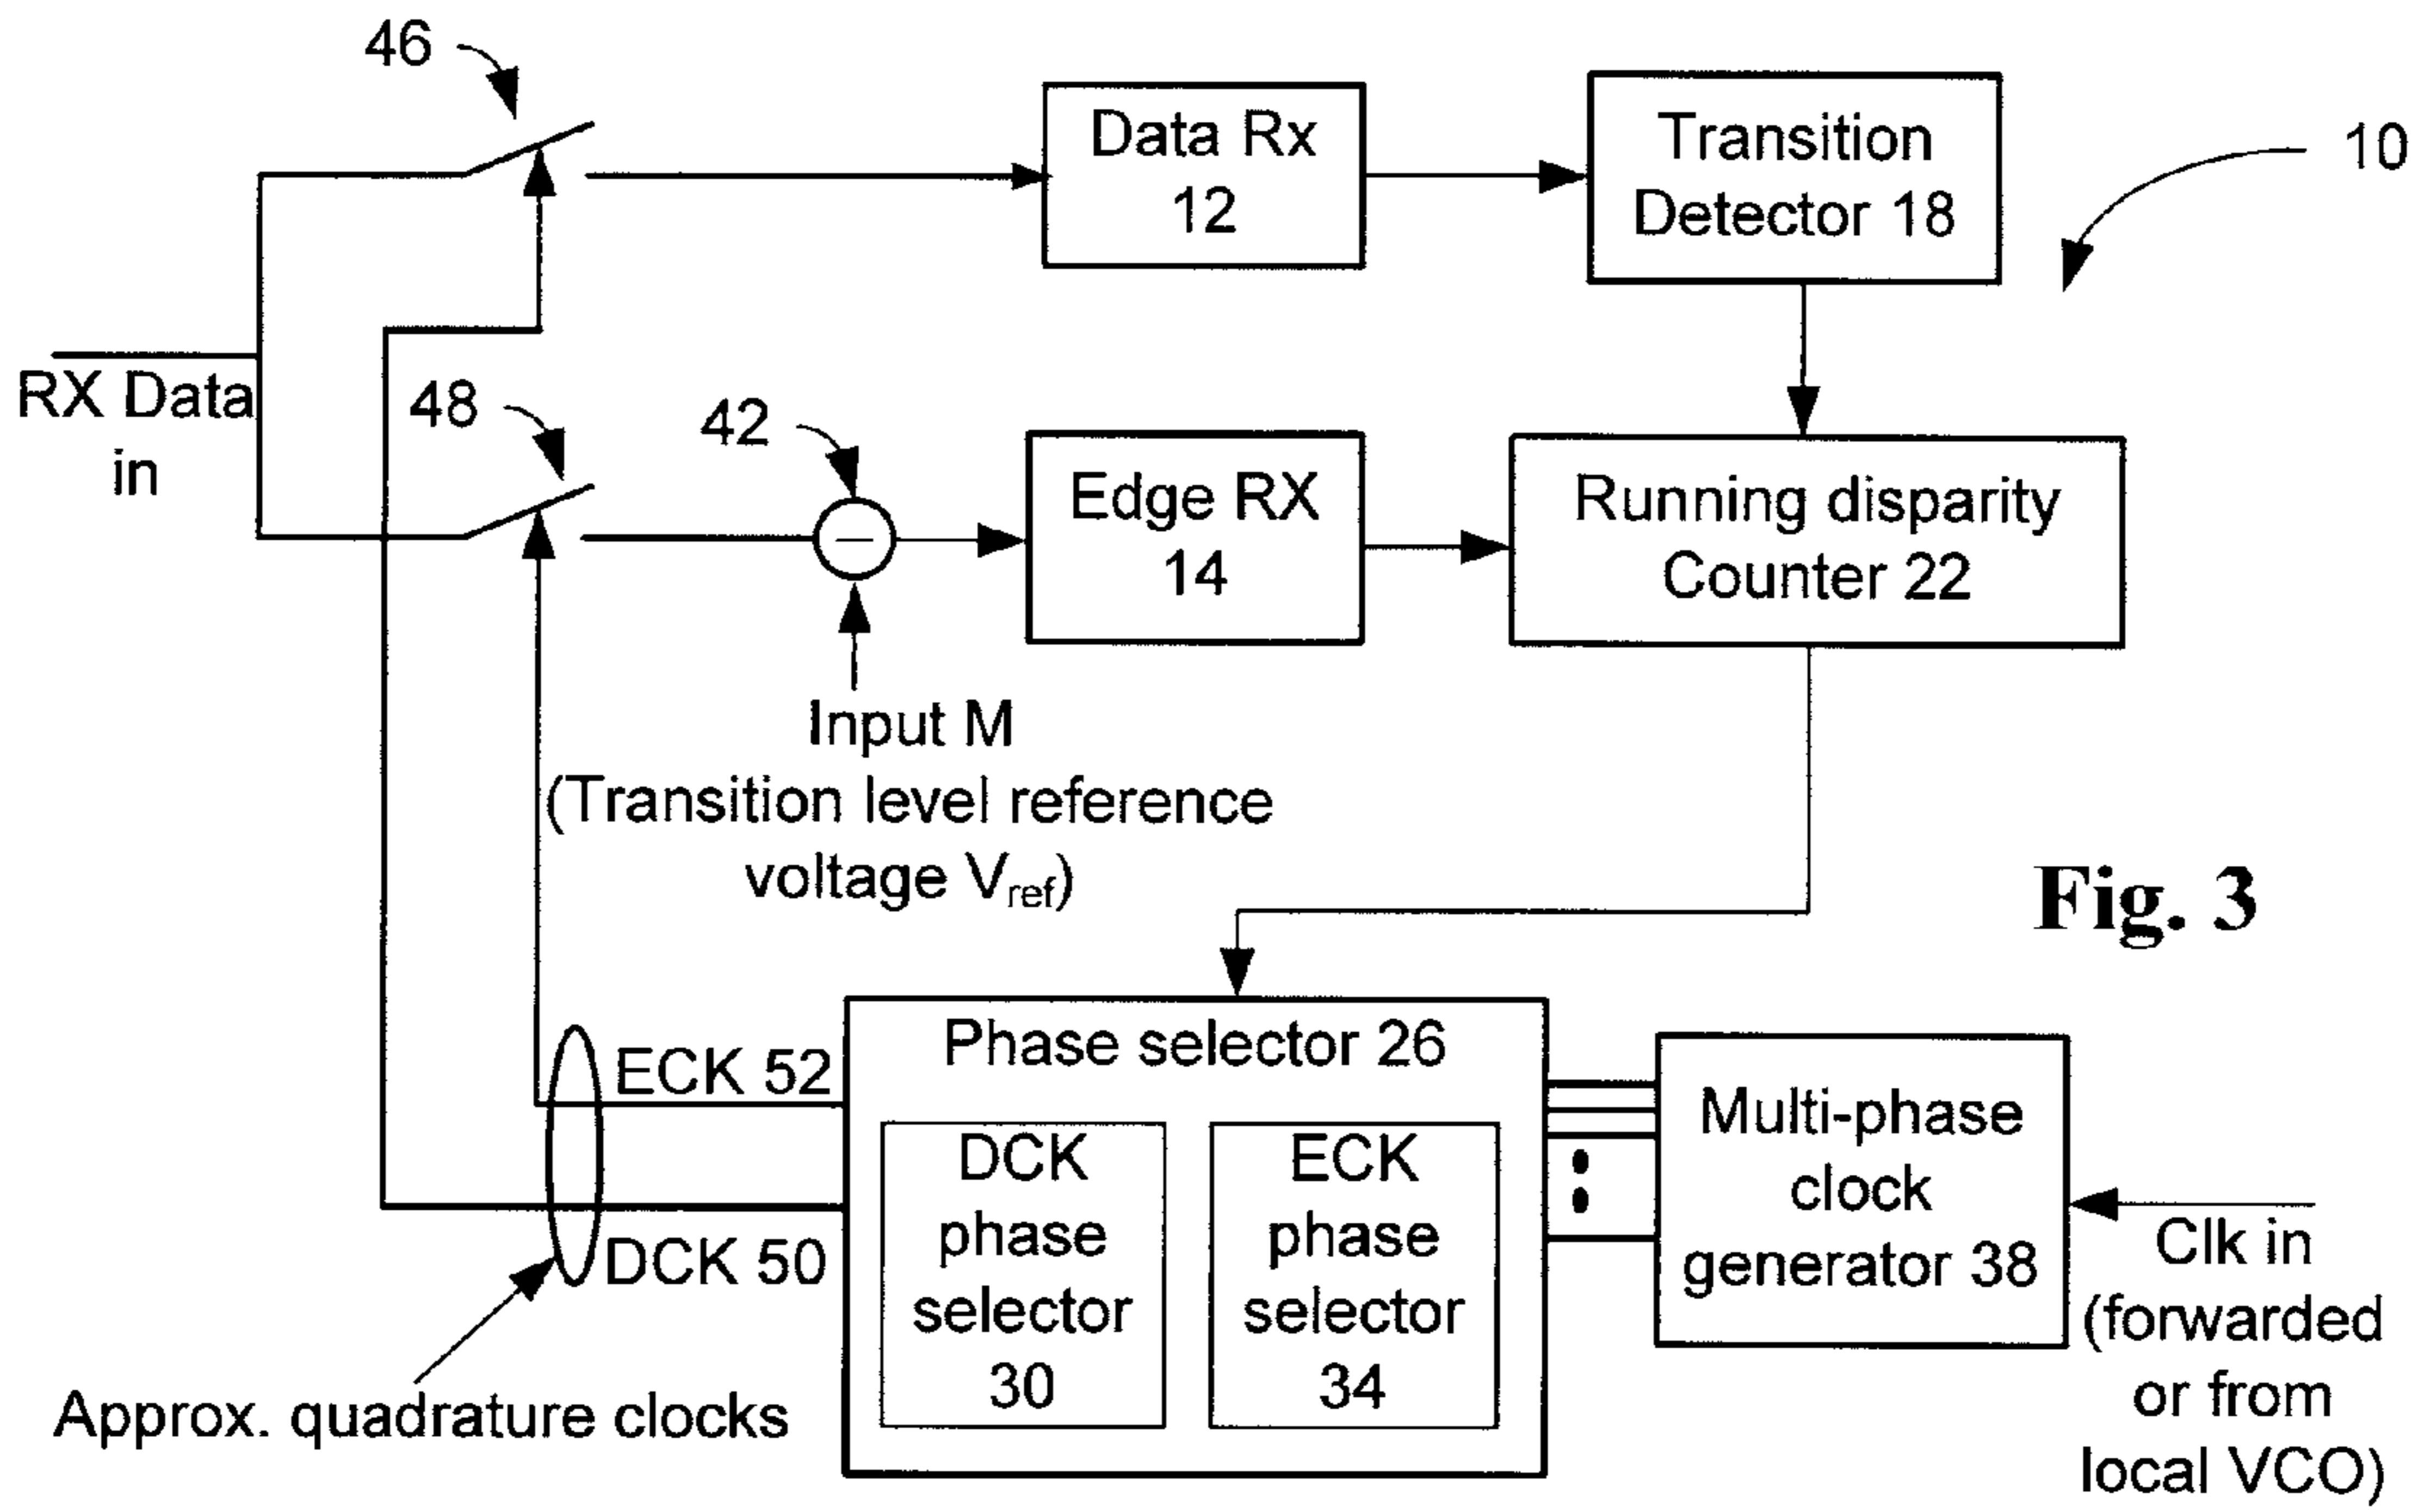 46
Data Rx
12
Transition
Detector 18
10
RX Data
in
48
42
Edge RX
14
Running disparity
Counter 22
Input M
(Transition level reference
voltage Vref)
Fig. 3
Phase selector 26
ECK 52
DCK 50
DCK
phase
selector
30
ECK
phase
selector
34
Multi-phase
clock
generator 38
Clk in
(forwarded
or from
local VCO)
Approx. quadrature clocks